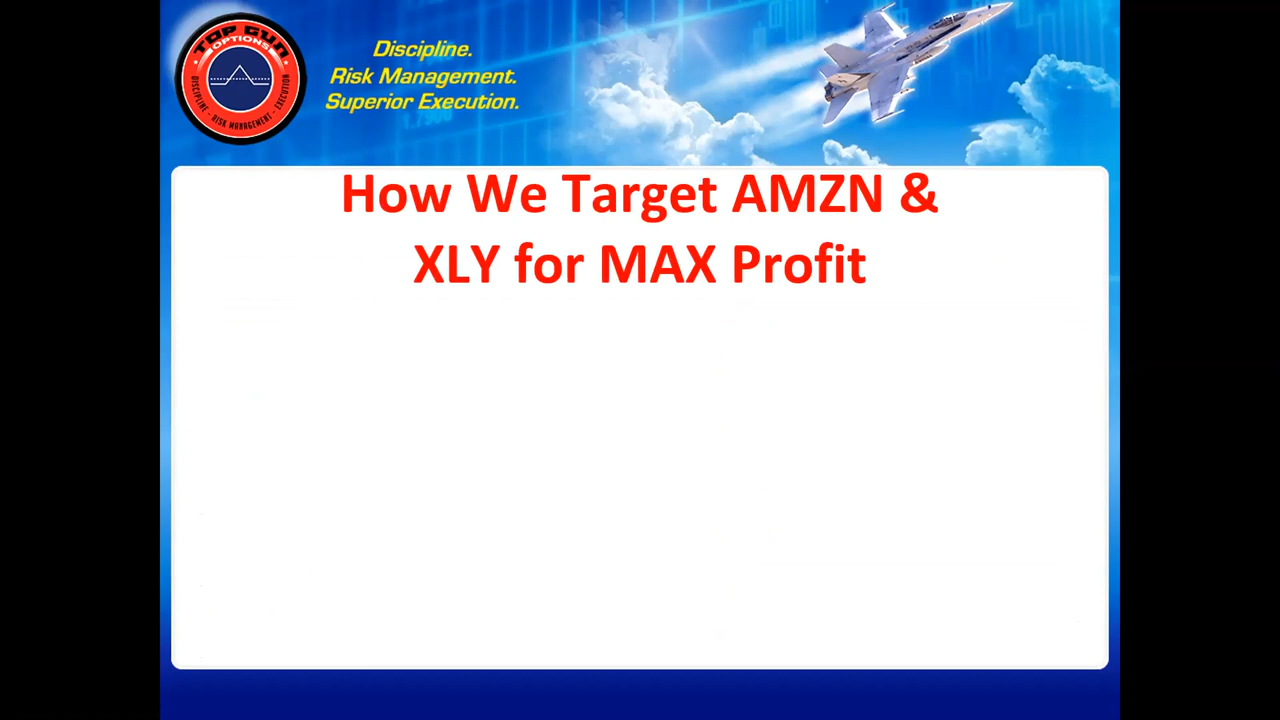 TOP GUN
OPTIONS
DISCIPLINE - RISK MANAGEMENT - EXECUTION
Discipline.
Risk Management.
Superior Execution.
How We Target AMZN &
XLY for MAX Profit